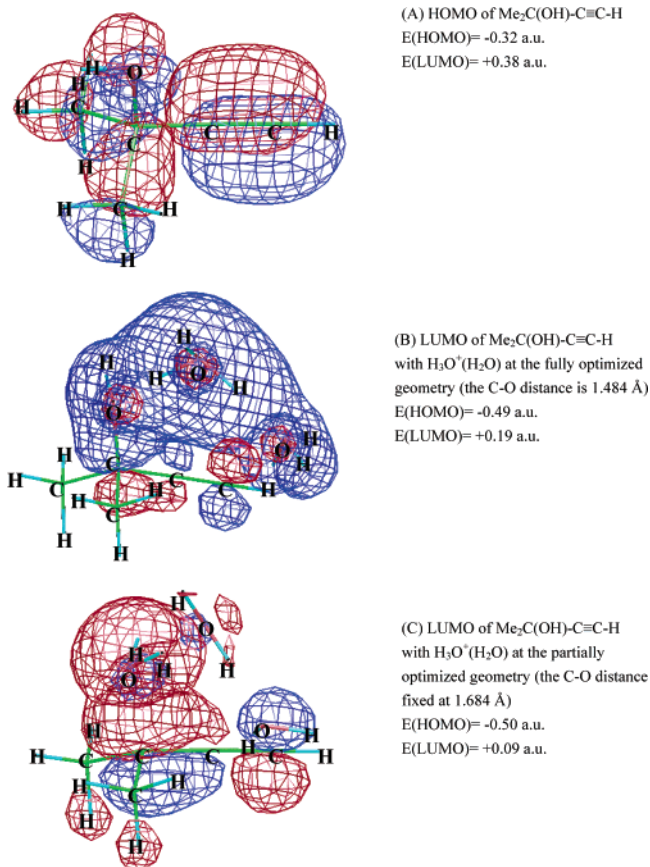 (A) HOMO of Me₂C(OH)-C≡C-H
E(HOMO)= -0.32 a.u.
E(LUMO)= +0.38 a.u.
H O
H
H C
C C H
C
H
H C H
H
(B) LUMO of Me₂C(OH)-C≡C-H
with H₃O⁺(H₂O) at the fully optimized
geometry (the C-O distance is 1.484 Å)
E(HOMO)= -0.49 a.u.
E(LUMO)= +0.19 a.u.
H
H
H O
H
O
H
O
H
H C
H C C H
C H
H
H
H
(C) LUMO of Me₂C(OH)-C≡C-H
with H₃O⁺(H₂O) at the partially
optimized geometry (the C-O distance
fixed at 1.684 Å)
E(HOMO)= -0.50 a.u.
E(LUMO)= +0.09 a.u.
H
O
H
H H
O
H O H
H C C C H C H
H C H
H
H